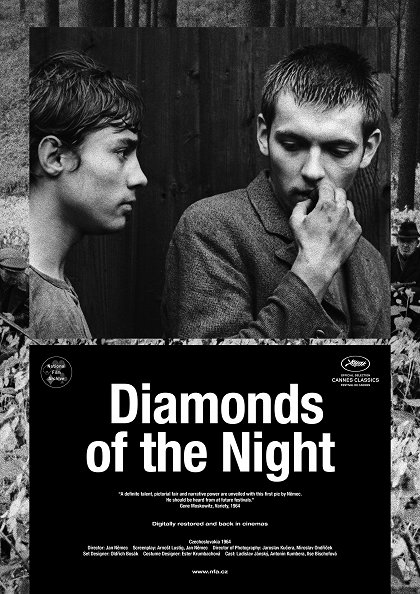 National
Film
Archive
OFFICIAL SELECTION
CANNES CLASSICS
FESTIVAL DE CANNES
Diamonds
of the Night
"A definite talent, pictorial flair and narrative power are unveiled with this first pic by Němec.
He should be heard from at future festivals."
Gene Moskowitz, Variety, 1964
Digitally restored and back in cinemas
Czechoslovakia 1964
Director: Jan Němec Screenplay: Arnošt Lustig, Jan Němec Director of Photography: Jaroslav Kučera, Miroslav Ondříček
Set Designer: Oldřich Bosák Costume Designer: Ester Krumbachová Cast: Ladislav Jánský, Antonín Kumbera, Ilse Bischofová
www.nfa.cz